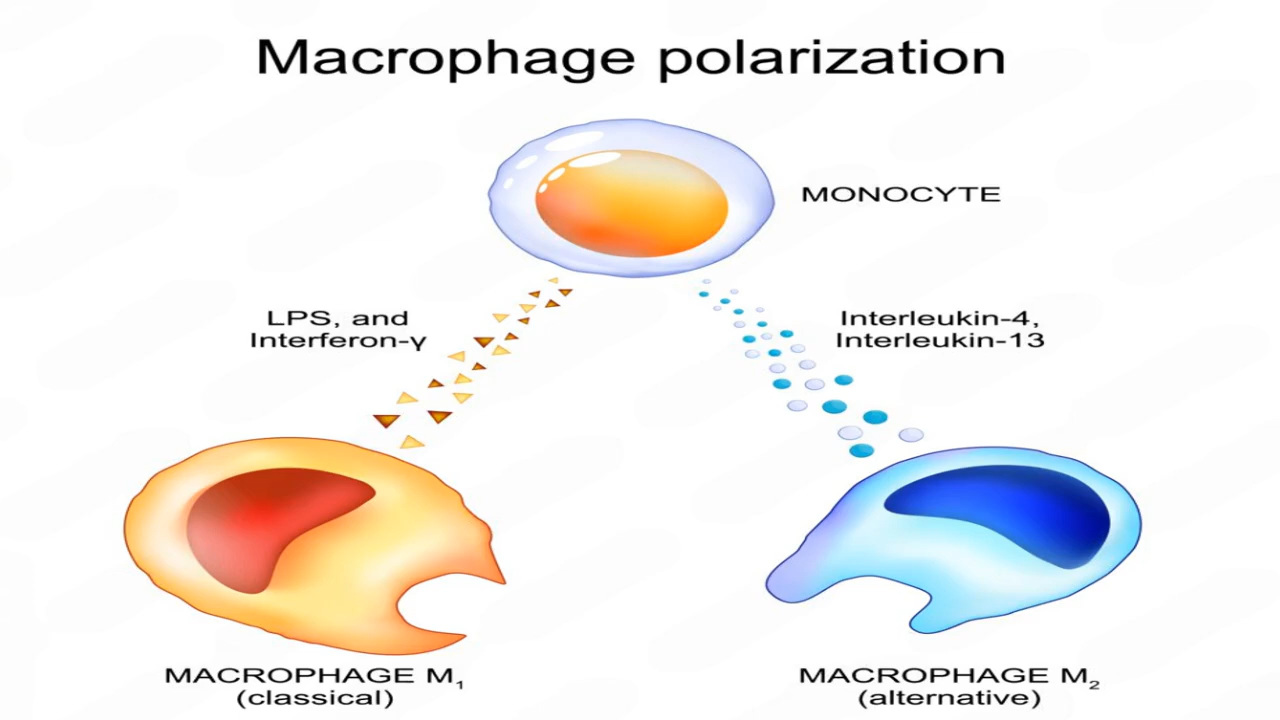 Macrophage polarization
MONOCYTE
LPS, and
Interferon-γ
Interleukin-4,
Interleukin-13
MACROPHAGE M₁
(classical)
MACROPHAGE M₂
(alternative)